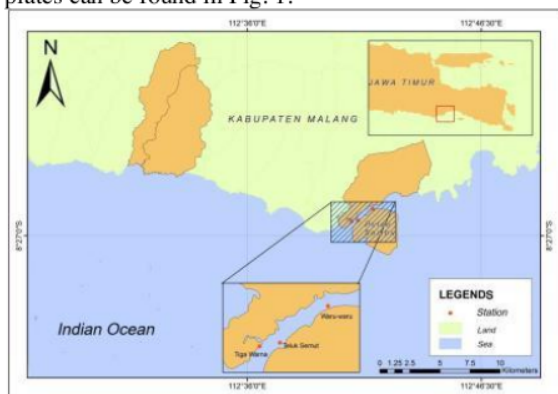 plates can be found in Fig. 1.
112°36'0"E
112°46'30"E
N
JAWA TIMUR
KABUPATEN MALANG
8°27'0"S
8°27'0"S
Waru-waru
Teluk Semut
Tiga Warna
Indian Ocean
LEGENDS
Station
Land
Sea
0 1.25 2.5 5 7.5 10
Kilometers
112°36'0"E
112°46'30"E